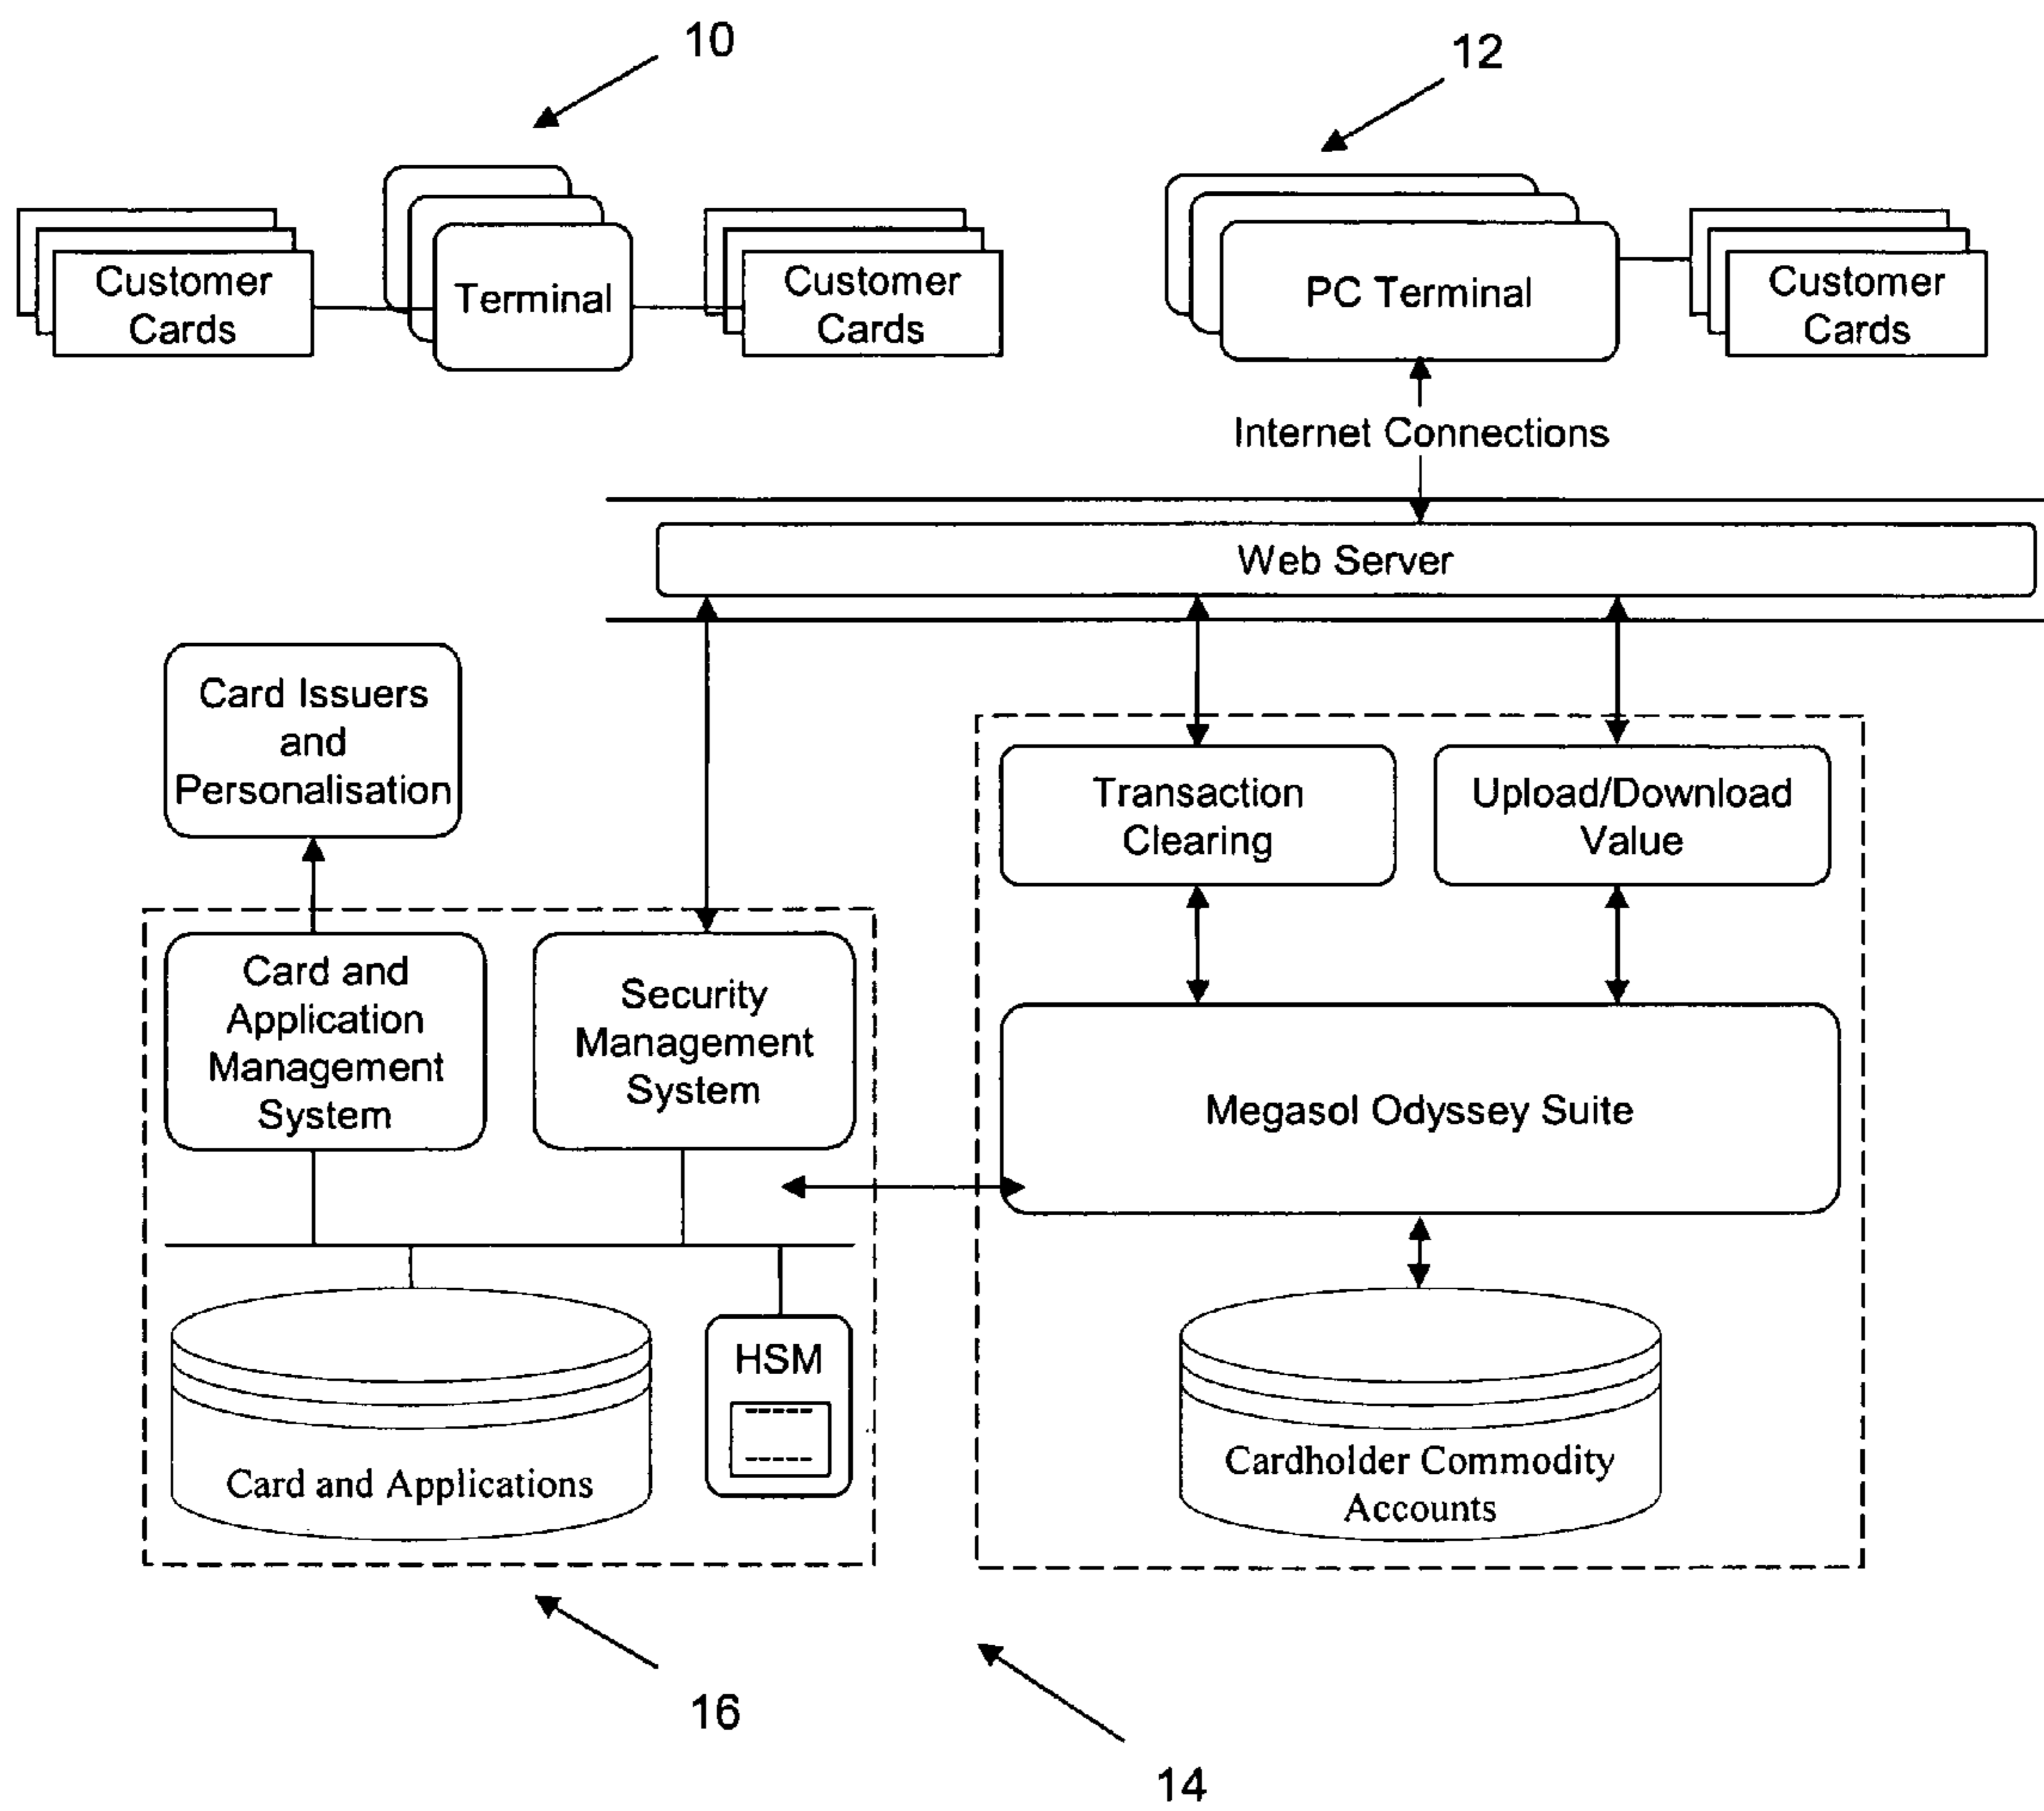 10
12
Customer
Cards
Terminal
Customer
Cards
PC Terminal
Customer
Cards
Internet Connections
Web Server
Card Issuers
and
Personalisation
Transaction
Clearing
Upload/Download
Value
Card and
Application
Management
System
Security
Management
System
Megasol Odyssey Suite
HSM
Card and Applications
Cardholder Commodity
Accounts
16
14